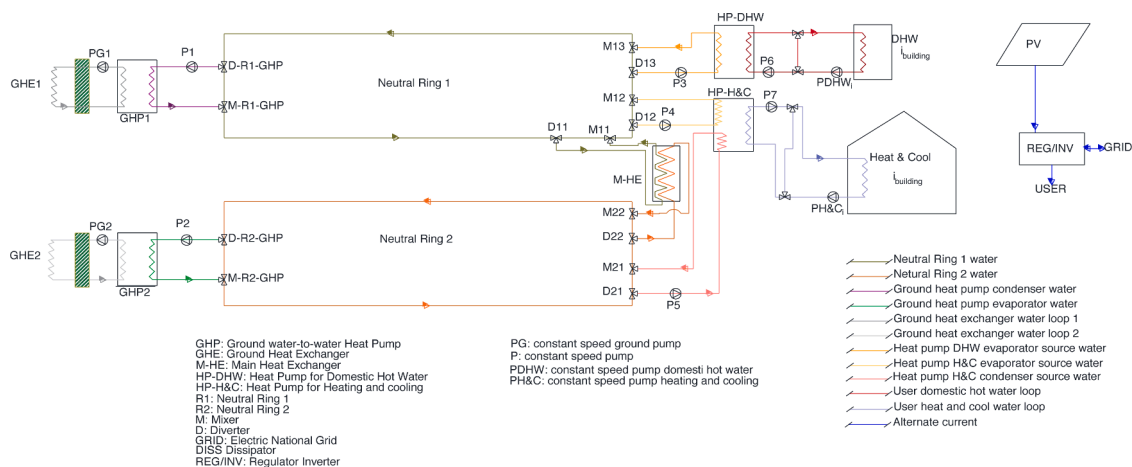 HP-DHW
M13
DHW
i building
PV
PG1
P1
D-R1-GHP
D13
P6
P3
PDHWi
GHE1
Neutral Ring 1
M12
HP-H&C
P7
M-R1-GHP
GHP1
D12
P4
D11
M11
REG/INV
GRID
Heat & Cool
i building
M-HE
USER
PH&Ci
M22
PG2
P2
D-R2-GHP
Neutral Ring 2
D22
GHE2
M21
M-R2-GHP
GHP2
D21
P5
Neutral Ring 1 water
Netural Ring 2 water
Ground heat pump condenser water
Ground heat pump evaporator water
Ground heat exchanger water loop 1
Ground heat exchanger water loop 2
Heat pump DHW evaporator source water
Heat pump H&C evaporator source water
Heat pump H&C condenser source water
User domestic hot water loop
User heat and cool water loop
Alternate current
GHP: Ground water-to-water Heat Pump
GHE: Ground Heat Exchanger
M-HE: Main Heat Exchanger
HP-DHW: Heat Pump for Domestic Hot Water
HP-H&C: Heat Pump for Heating and cooling
R1: Neutral Ring 1
R2: Neutral Ring 2
M: Mixer
D: Diverter
GRID: Electric National Grid
DISS Dissipator
REG/INV: Regulator Inverter
PG: constant speed ground pump
P: constant speed pump
PDHW: constant speed pump domesti hot water
PH&C: constant speed pump heating and cooling